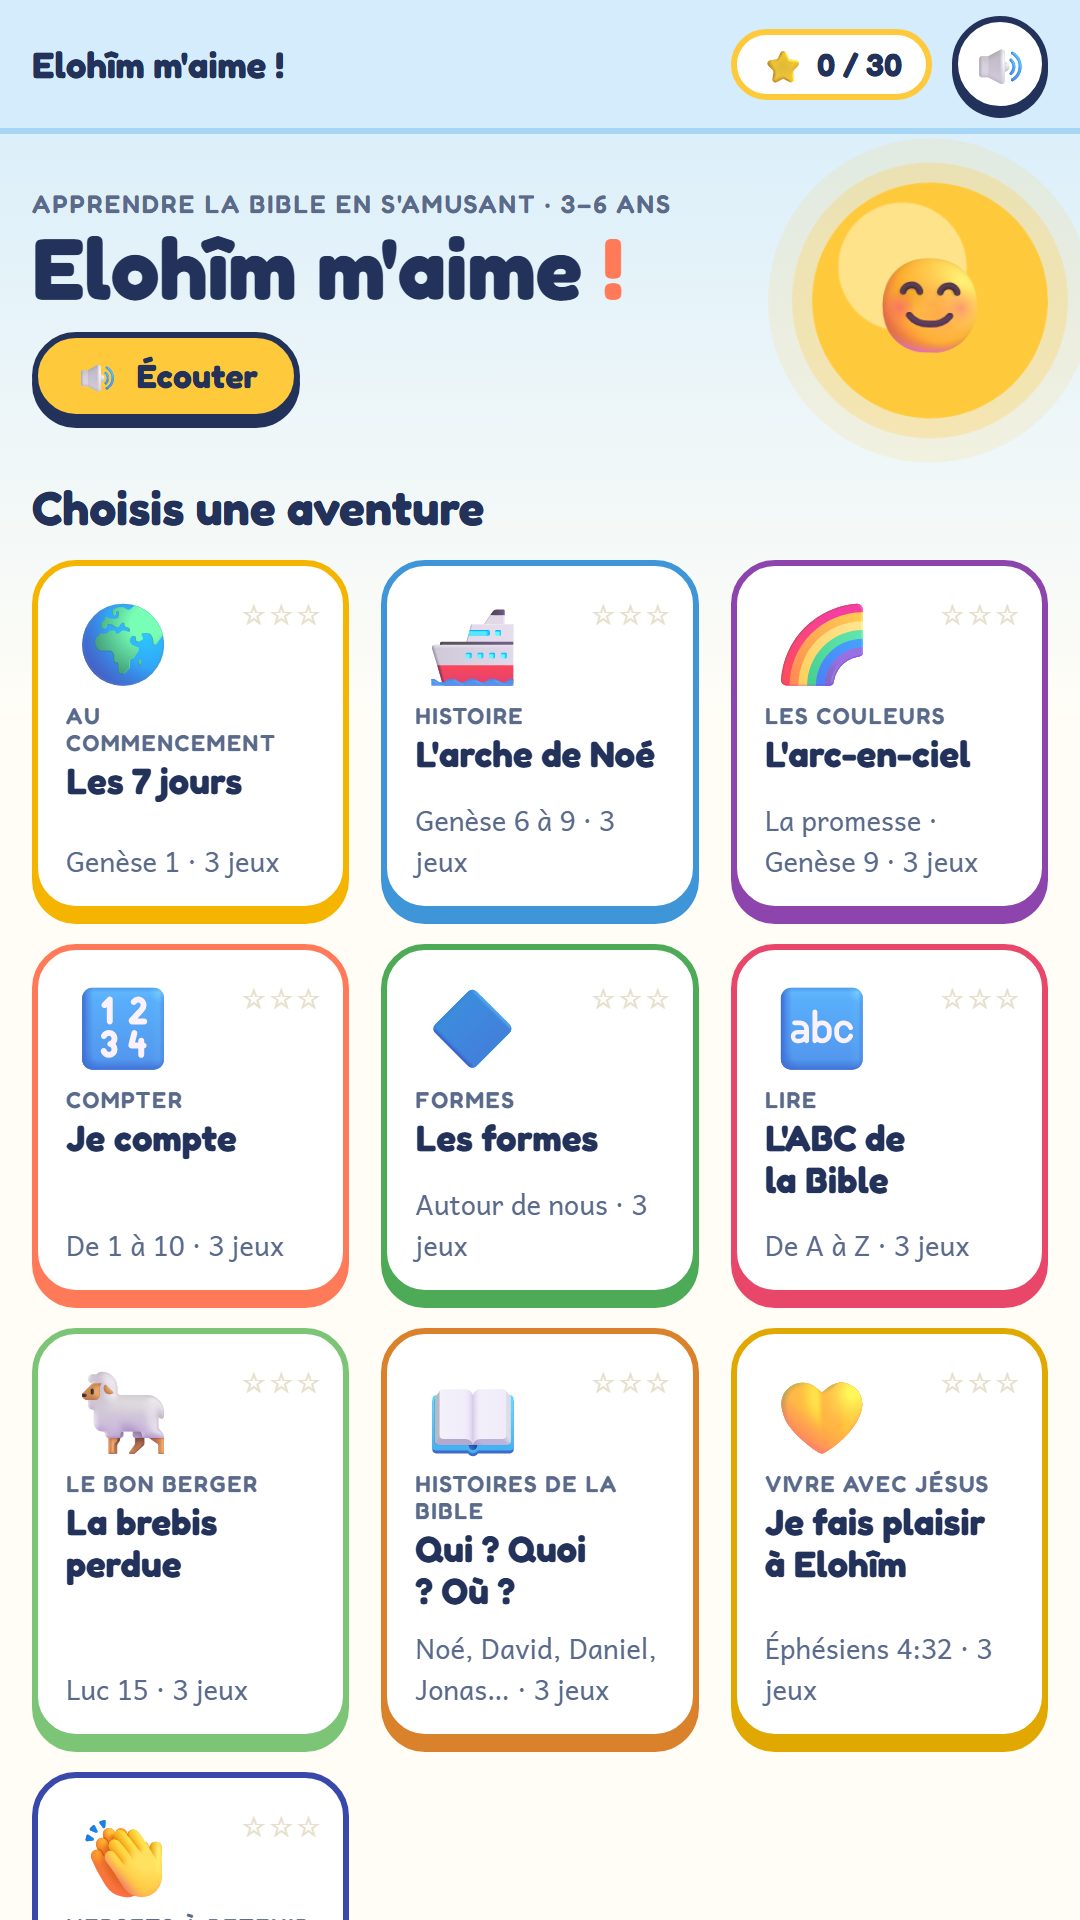 Elohîm m'aime !
0 / 30
APPRENDRE LA BIBLE EN S'AMUSANT · 3–6 ANS
Elohîm m'aime !
Écouter
Choisis une aventure
AU
COMMENCEMENT
Les 7 jours
Genèse 1 · 3 jeux
HISTOIRE
L'arche de Noé
Genèse 6 à 9 · 3
jeux
LES COULEURS
L'arc-en-ciel
La promesse ·
Genèse 9 · 3 jeux
1 2
3 4
COMPTER
Je compte
De 1 à 10 · 3 jeux
FORMES
Les formes
Autour de nous · 3
jeux
abc
LIRE
L'ABC de
la Bible
De A à Z · 3 jeux
LE BON BERGER
La brebis
perdue
Luc 15 · 3 jeux
HISTOIRES DE LA
BIBLE
Qui ? Quoi
? Où ?
Noé, David, Daniel,
Jonas... · 3 jeux
VIVRE AVEC JÉSUS
Je fais plaisir
à Elohîm
Éphésiens 4:32 · 3
jeux